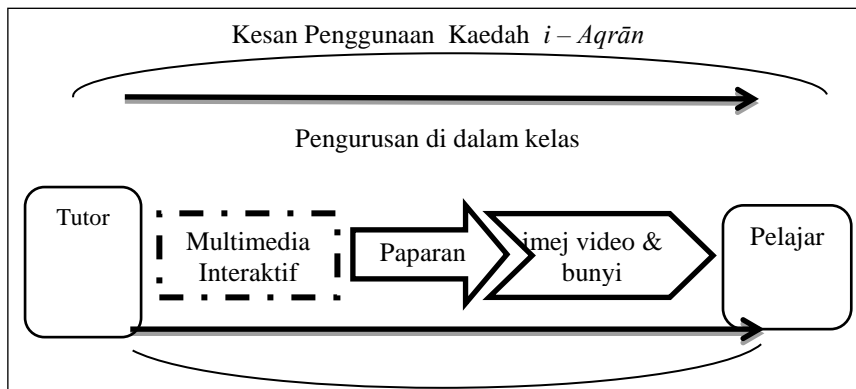 Kesan Penggunaan Kaedah i – Aqrān
Pengurusan di dalam kelas
Tutor
Multimedia
Interaktif
Paparan
imej video &
bunyi
Pelajar